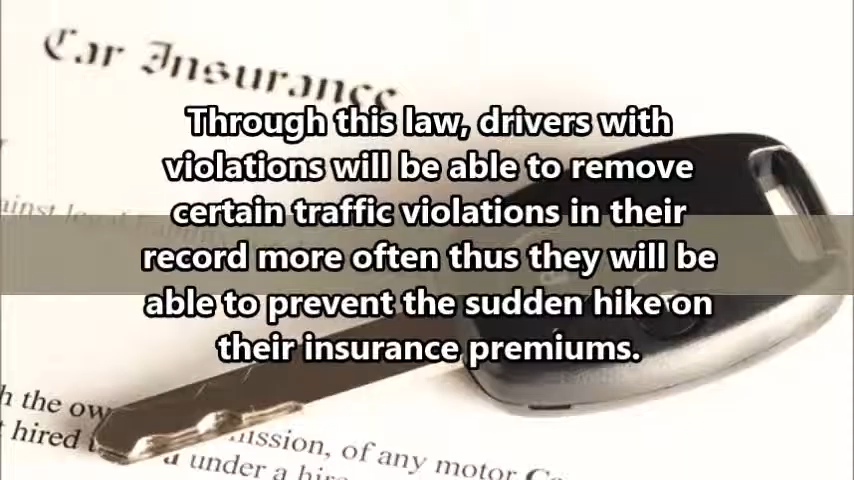 Car Insurance
Through this law, drivers with
violations will be able to remove
certain traffic violations in their
record more often thus they will be
able to prevent the sudden hike on
their insurance premiums.
h the ow
hired
ission, of any motor
under a hire